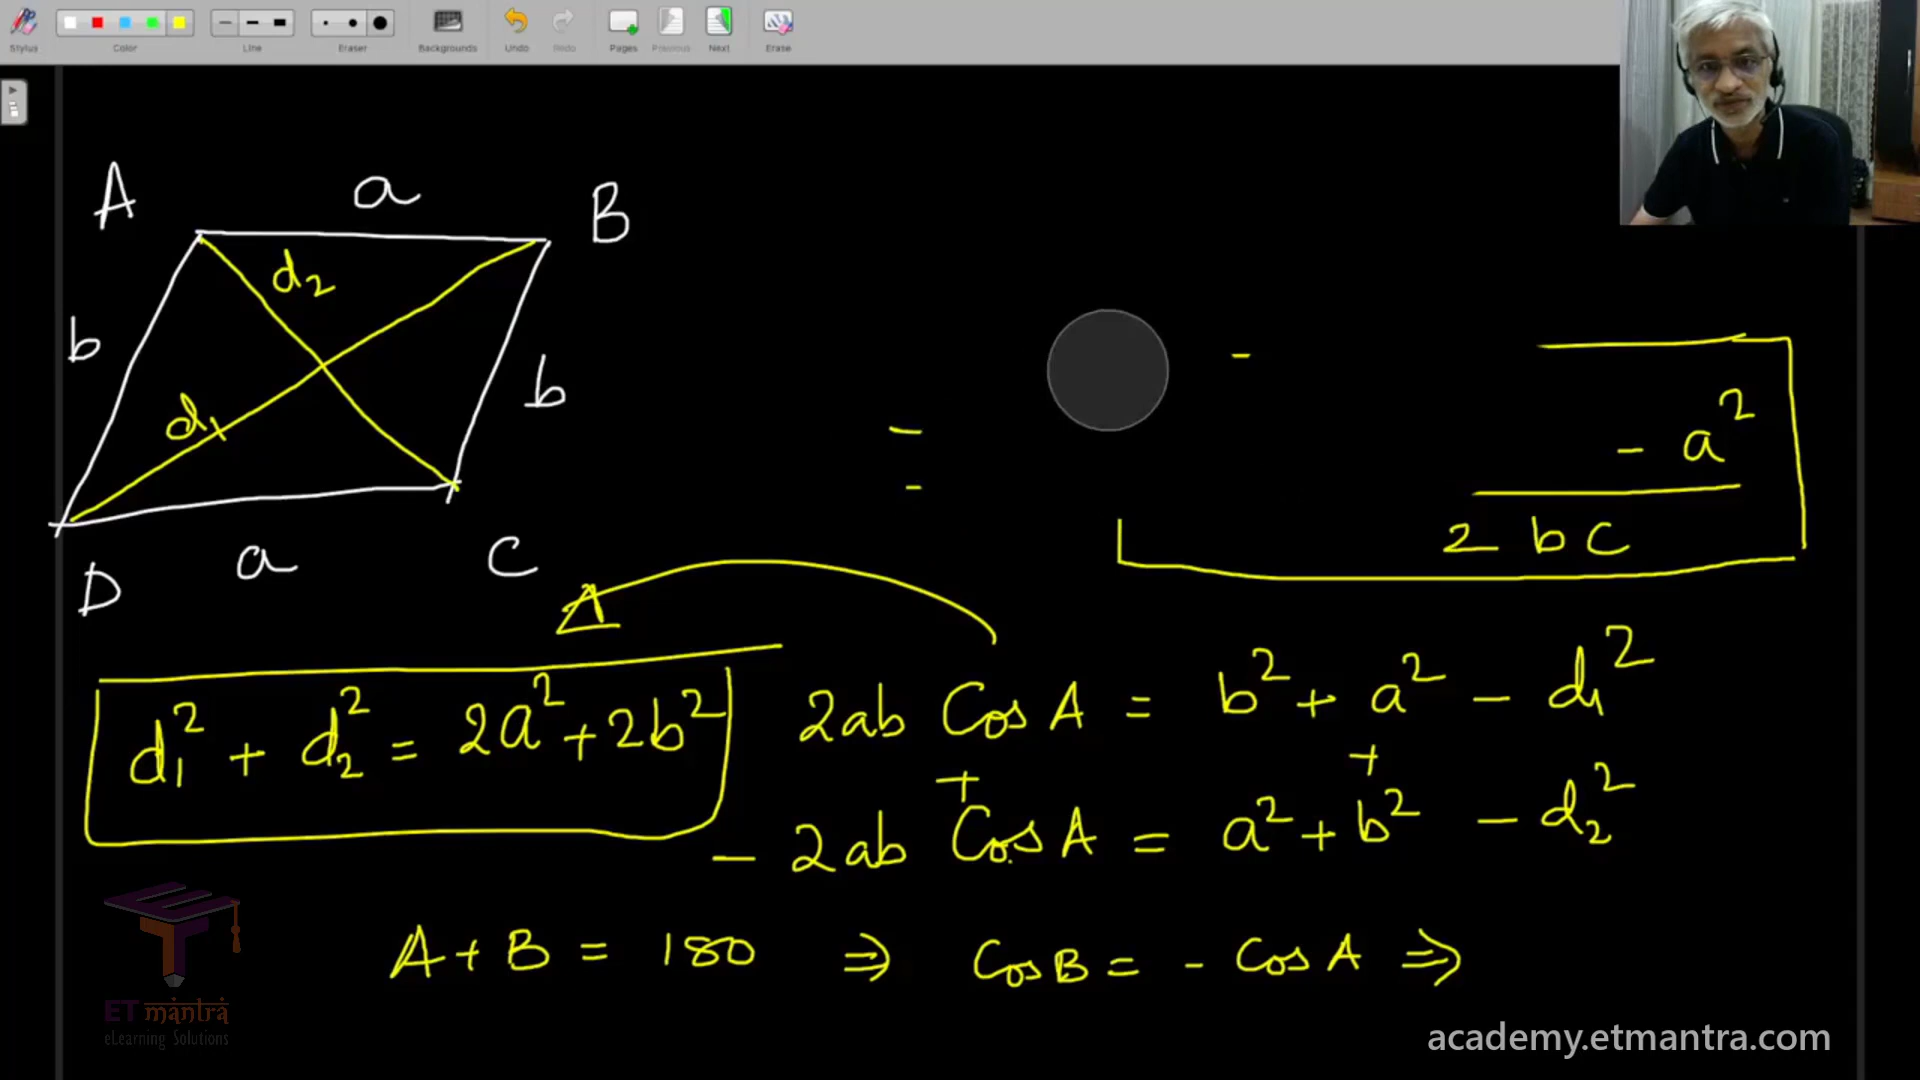 Stylus Color Line Eraser Backgrounds Undo Redo Pages Previous Next Erase
A a B
d₂
b
b
d₁
D a C
- a²
2 b c
d₁² + d₂² = 2a² + 2b²
2ab Cos A = b² + a² - d₁²
+ +
- 2ab Cos A = a² + b² - d₂²
A + B = 180 ⇒ Cos B = - Cos A ⇒
ET mantra
eLearning Solutions
academy.etmantra.com